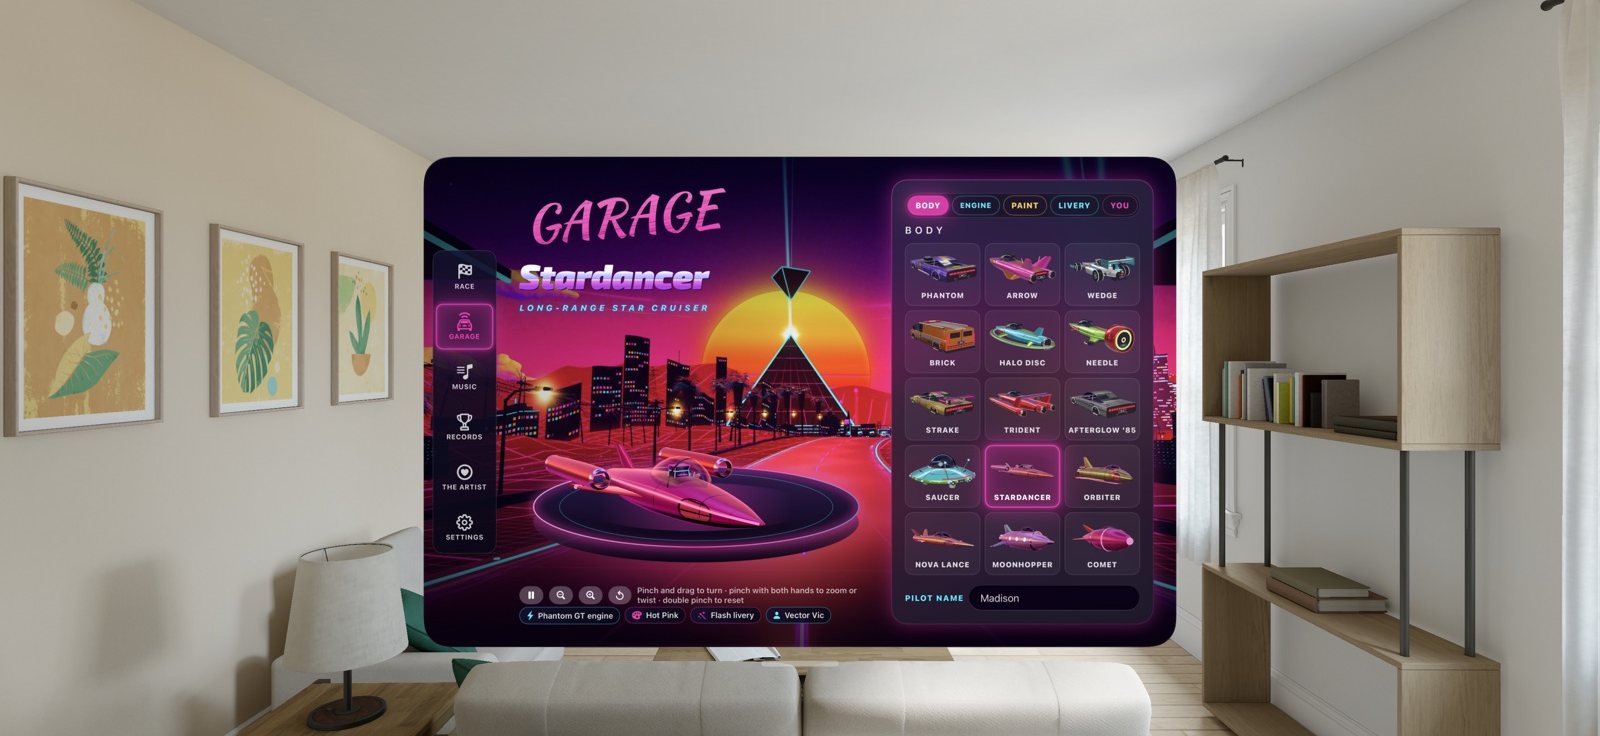 GARAGE
Stardancer
LONG-RANGE STAR CRUISER
RACE
GARAGE
MUSIC
RECORDS
THE ARTIST
SETTINGS
Pinch and drag to turn · pinch with both hands to zoom or
twist · double pinch to reset
Phantom GT engine
Hot Pink
Flash livery
Vector Vic
BODY
ENGINE
PAINT
LIVERY
YOU
BODY
PHANTOM
ARROW
WEDGE
BRICK
HALO DISC
NEEDLE
STRAKE
TRIDENT
AFTERGLOW '85
SAUCER
STARDANCER
ORBITER
NOVA LANCE
MOONHOPPER
COMET
PILOT NAME
Madison